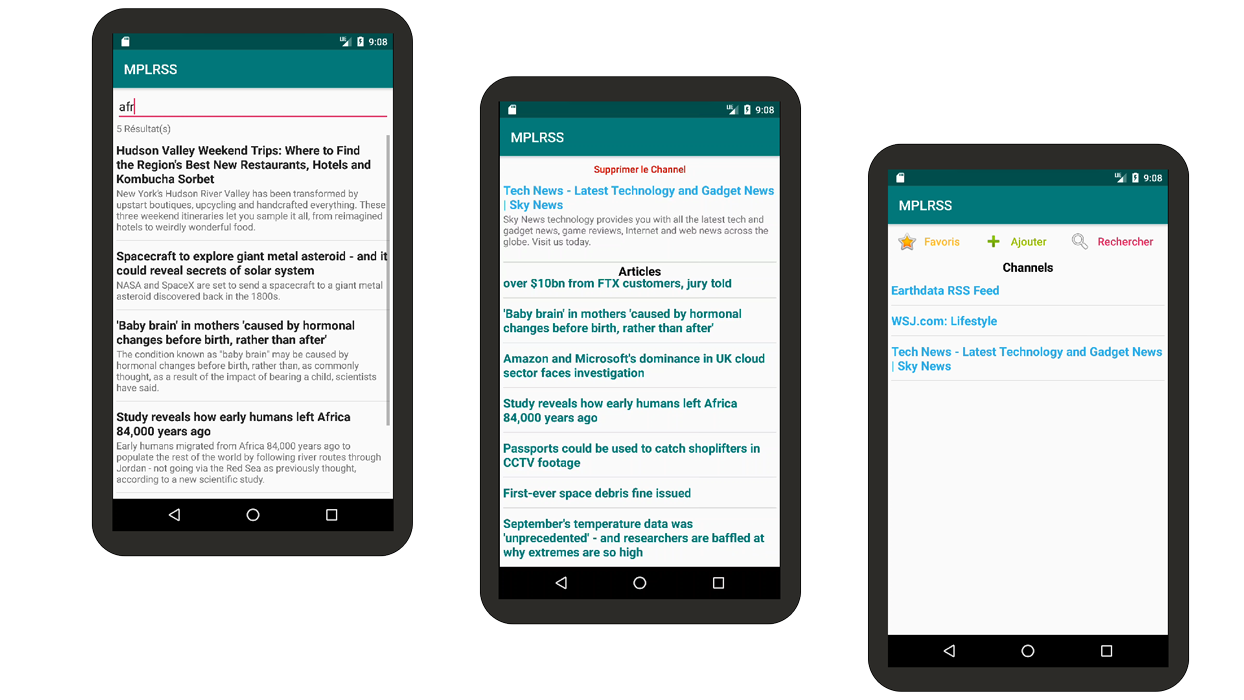 9:08
MPLRSS
afr
5 Résultat(s)
Hudson Valley Weekend Trips: Where to Find
the Region's Best New Restaurants, Hotels and
Kombucha Sorbet
New York's Hudson River Valley has been transformed by
upstart boutiques, upcycling and handcrafted everything. These
three weekend itineraries let you sample it all, from reimagined
hotels to weirdly wonderful food.
Spacecraft to explore giant metal asteroid - and it
could reveal secrets of solar system
NASA and SpaceX are set to send a spacecraft to a giant metal
asteroid discovered back in the 1800s.
'Baby brain' in mothers 'caused by hormonal
changes before birth, rather than after'
The condition known as "baby brain" may be caused by
hormonal changes before birth, rather than, as commonly
thought, as a result of the impact of bearing a child, scientists
have said.
Study reveals how early humans left Africa
84,000 years ago
Early humans migrated from Africa 84,000 years ago to
populate the rest of the world by following river routes through
Jordan - not going via the Red Sea as previously thought,
according to a new scientific study.
9:08
MPLRSS
Supprimer le Channel
Tech News - Latest Technology and Gadget News
| Sky News
Sky News technology provides you with all the latest tech and
gadget news, game reviews, Internet and web news across the
globe. Visit us today.
Articles
over $10bn from FTX customers, jury told
'Baby brain' in mothers 'caused by hormonal
changes before birth, rather than after'
Amazon and Microsoft's dominance in UK cloud
sector faces investigation
Study reveals how early humans left Africa
84,000 years ago
Passports could be used to catch shoplifters in
CCTV footage
First-ever space debris fine issued
September's temperature data was
'unprecedented' - and researchers are baffled at
why extremes are so high
9:08
MPLRSS
Favoris Ajouter Rechercher
Channels
Earthdata RSS Feed
WSJ.com: Lifestyle
Tech News - Latest Technology and Gadget News
| Sky News